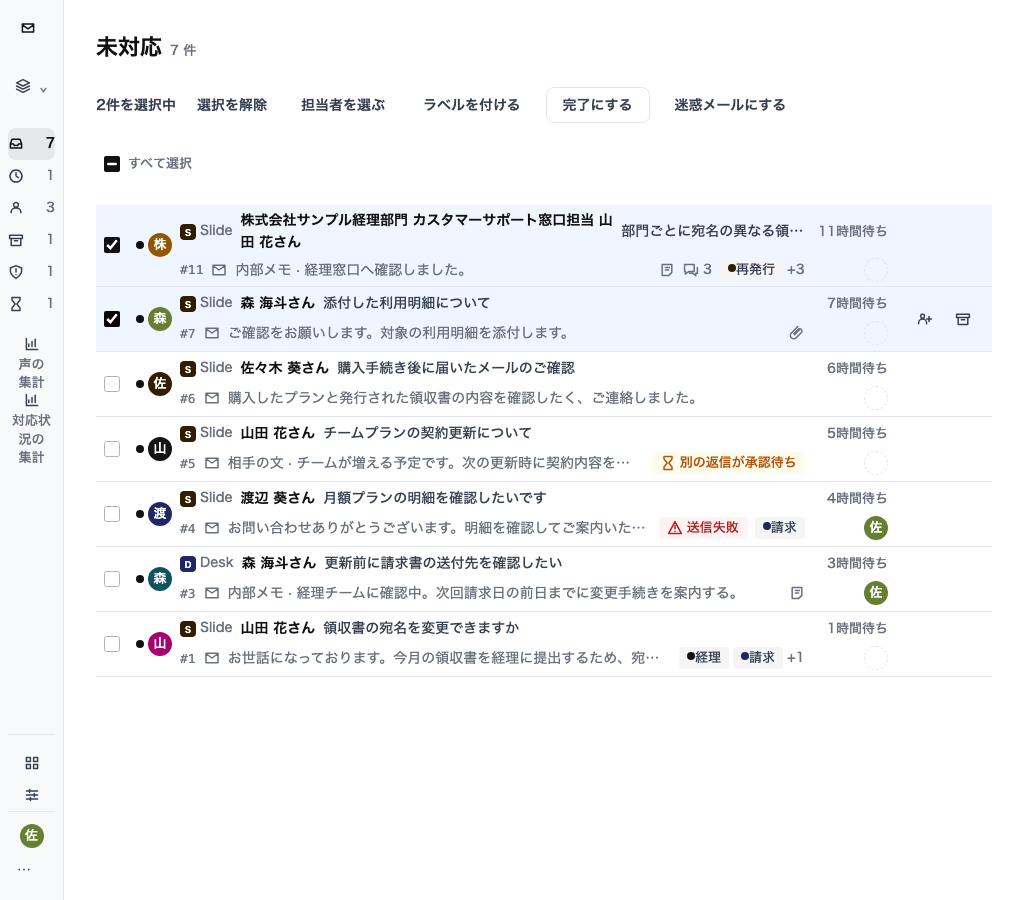 未対応 7 件
2件を選択中 選択を解除 担当者を選ぶ ラベルを付ける 完了にする 迷惑メールにする
7
1
3
1
1
1
声の
集計
対応状
況の
集計
佐
…
すべて選択
株 S Slide 株式会社サンプル経理部門 カスタマーサポート窓口担当 山
田 花さん 部門ごとに宛名の異なる領… 11時間待ち
#11 内部メモ · 経理窓口へ確認しました。 3 再発行 +3
森 S Slide 森 海斗さん 添付した利用明細について 7時間待ち
#7 ご確認をお願いします。対象の利用明細を添付します。
佐 S Slide 佐々木 葵さん 購入手続き後に届いたメールのご確認 6時間待ち
#6 購入したプランと発行された領収書の内容を確認したく、ご連絡しました。
山 S Slide 山田 花さん チームプランの契約更新について 5時間待ち
#5 相手の文 · チームが増える予定です。次の更新時に契約内容を… 別の返信が承認待ち
渡 S Slide 渡辺 葵さん 月額プランの明細を確認したいです 4時間待ち
#4 お問い合わせありがとうございます。明細を確認してご案内いた… 送信失敗 請求 佐
森 D Desk 森 海斗さん 更新前に請求書の送付先を確認したい 3時間待ち
#3 内部メモ · 経理チームに確認中。次回請求日の前日までに変更手続きを案内する。 佐
山 S Slide 山田 花さん 領収書の宛名を変更できますか 1時間待ち
#1 お世話になっております。今月の領収書を経理に提出するため、宛… 経理 請求 +1